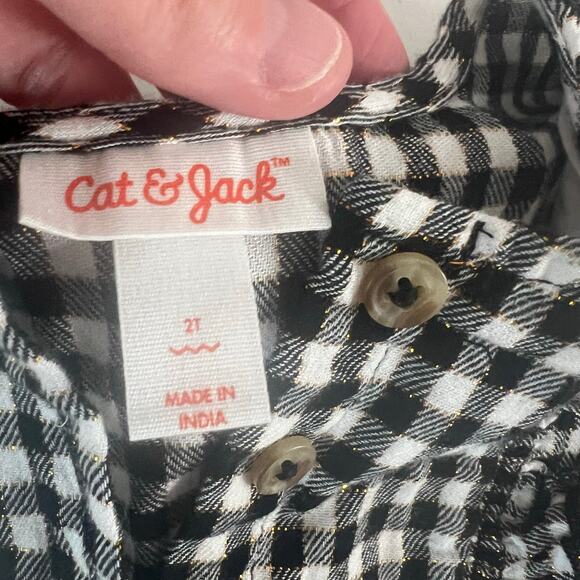 Cat & Jack™
2T
MADE IN
INDIA